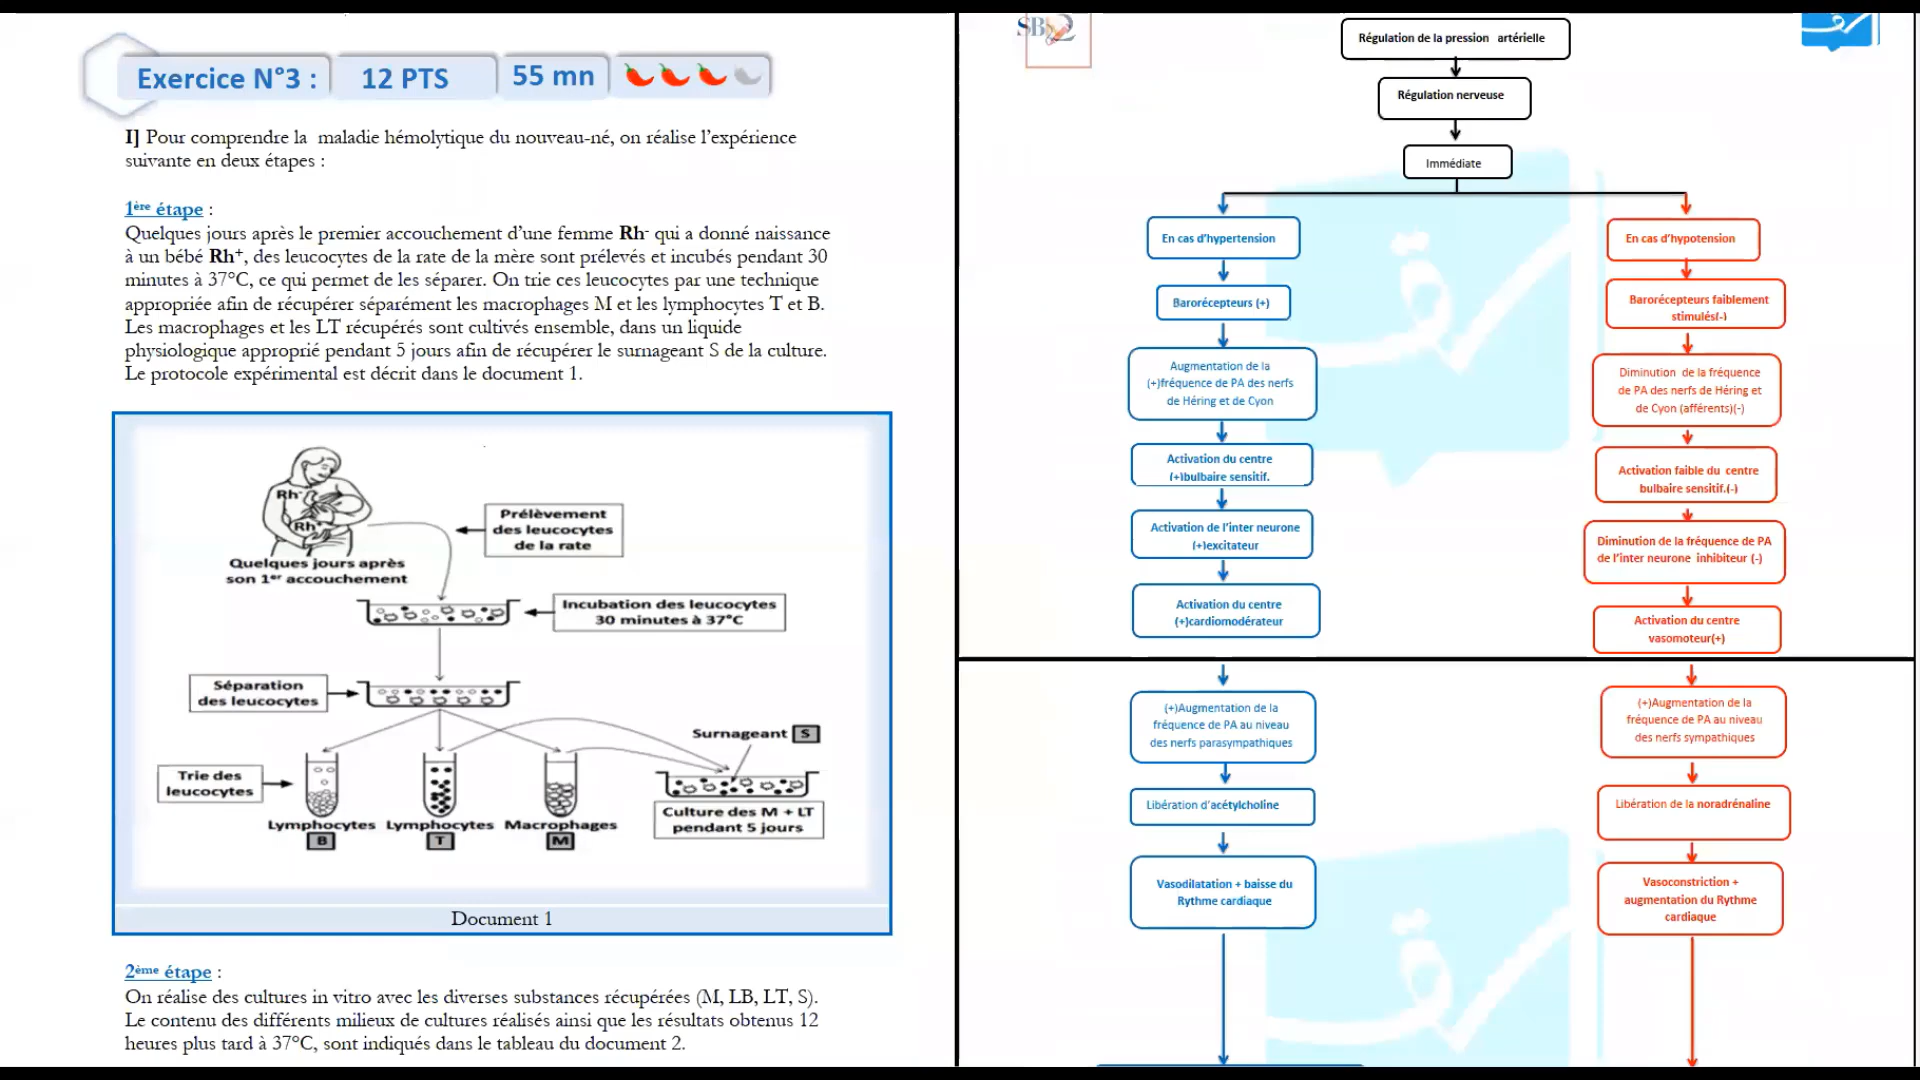 Exercice N°3 :
12 PTS
55 mn
I] Pour comprendre la maladie hémolytique du nouveau-né, on réalise l'expérience
suivante en deux étapes :
1ère étape :
Quelques jours après le premier accouchement d'une femme Rh- qui a donné naissance
à un bébé Rh+, des leucocytes de la rate de la mère sont prélevés et incubés pendant 30
minutes à 37°C, ce qui permet de les séparer. On trie ces leucocytes par une technique
appropriée afin de récupérer séparément les macrophages M et les lymphocytes T et B.
Les macrophages et les LT récupérés sont cultivés ensemble, dans un liquide
physiologique approprié pendant 5 jours afin de récupérer le surnageant S de la culture.
Le protocole expérimental est décrit dans le document 1.
Rh-
Rh+
Quelques jours après
son 1er accouchement
Prélèvement
des leucocytes
de la rate
Incubation des leucocytes
30 minutes à 37°C
Séparation
des leucocytes
Surnageant S
Trie des
leucocytes
Lymphocytes Lymphocytes Macrophages
B T M
Culture des M + LT
pendant 5 jours
Document 1
2ème étape :
On réalise des cultures in vitro avec les diverses substances récupérées (M, LB, LT, S).
Le contenu des différents milieux de cultures réalisés ainsi que les résultats obtenus 12
heures plus tard à 37°C, sont indiqués dans le tableau du document 2.
Régulation de la pression artérielle
Régulation nerveuse
Immédiate
En cas d'hypertension
Barorécepteurs (+)
Augmentation de la
(+)fréquence de PA des nerfs
de Héring et de Cyon
Activation du centre
(+)bulbaire sensitif.
Activation de l'inter neurone
(+)excitateur
Activation du centre
(+)cardiomodérateur
(+)Augmentation de la
fréquence de PA au niveau
des nerfs parasympathiques
Libération d'acétylcholine
Vasodilatation + baisse du
Rythme cardiaque
En cas d'hypotension
Barorécepteurs faiblement
stimulés(-)
Diminution de la fréquence
de PA des nerfs de Héring et
de Cyon (afférents)(-)
Activation faible du centre
bulbaire sensitif.(-)
Diminution de la fréquence de PA
de l'inter neurone inhibiteur (-)
Activation du centre
vasomoteur(+)
(+)Augmentation de la
fréquence de PA au niveau
des nerfs sympathiques
Libération de la noradrénaline
Vasoconstriction +
augmentation du Rythme
cardiaque